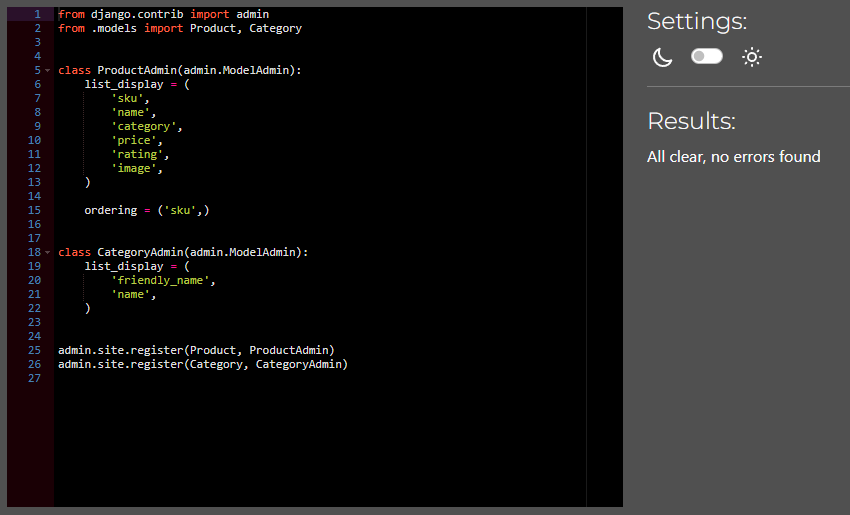 1 from django.contrib import admin
2 from .models import Product, Category
3
4
5 class ProductAdmin(admin.ModelAdmin):
6     list_display = (
7         'sku',
8         'name',
9         'category',
10         'price',
11         'rating',
12         'image',
13     )
14
15     ordering = ('sku',)
16
17
18 class CategoryAdmin(admin.ModelAdmin):
19     list_display = (
20         'friendly_name',
21         'name',
22     )
23
24
25 admin.site.register(Product, ProductAdmin)
26 admin.site.register(Category, CategoryAdmin)
27
Settings:
Results:
All clear, no errors found